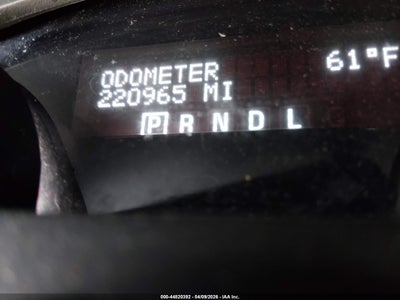 ODOMETER 61°F
220965 MI
P R N D L
000-44820392 - 04/09/2026 - IAA Inc.